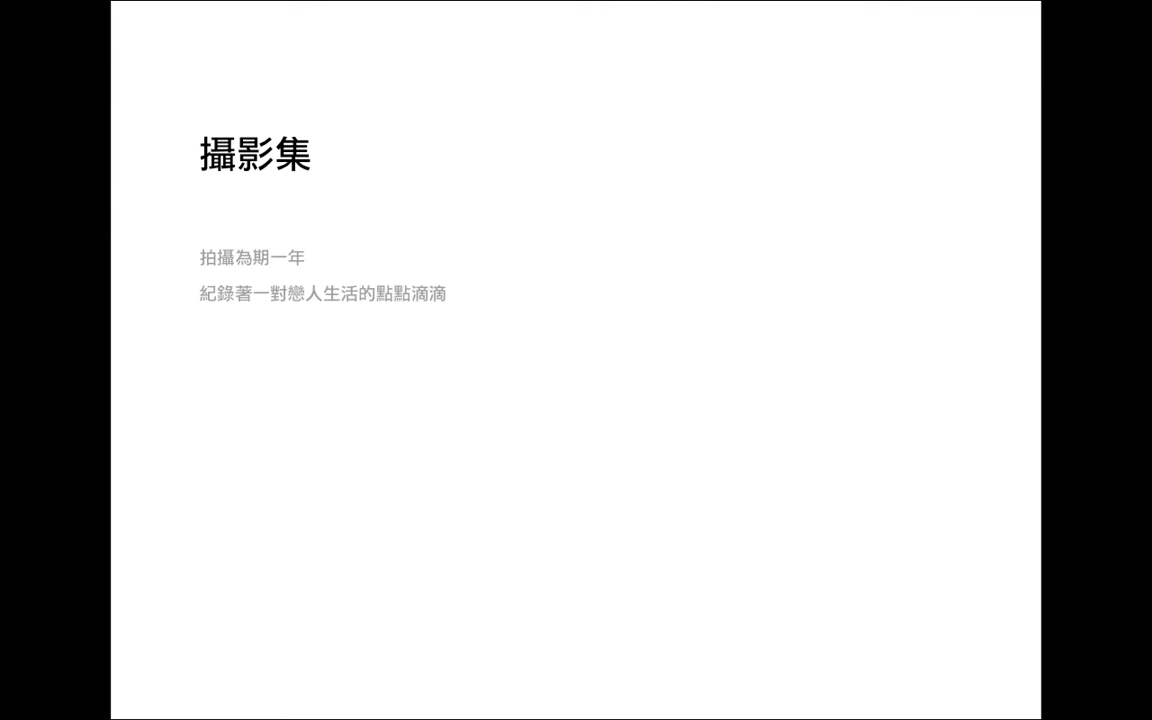 攝影集
拍攝為期一年
紀錄著一對戀人生活的點點滴滴